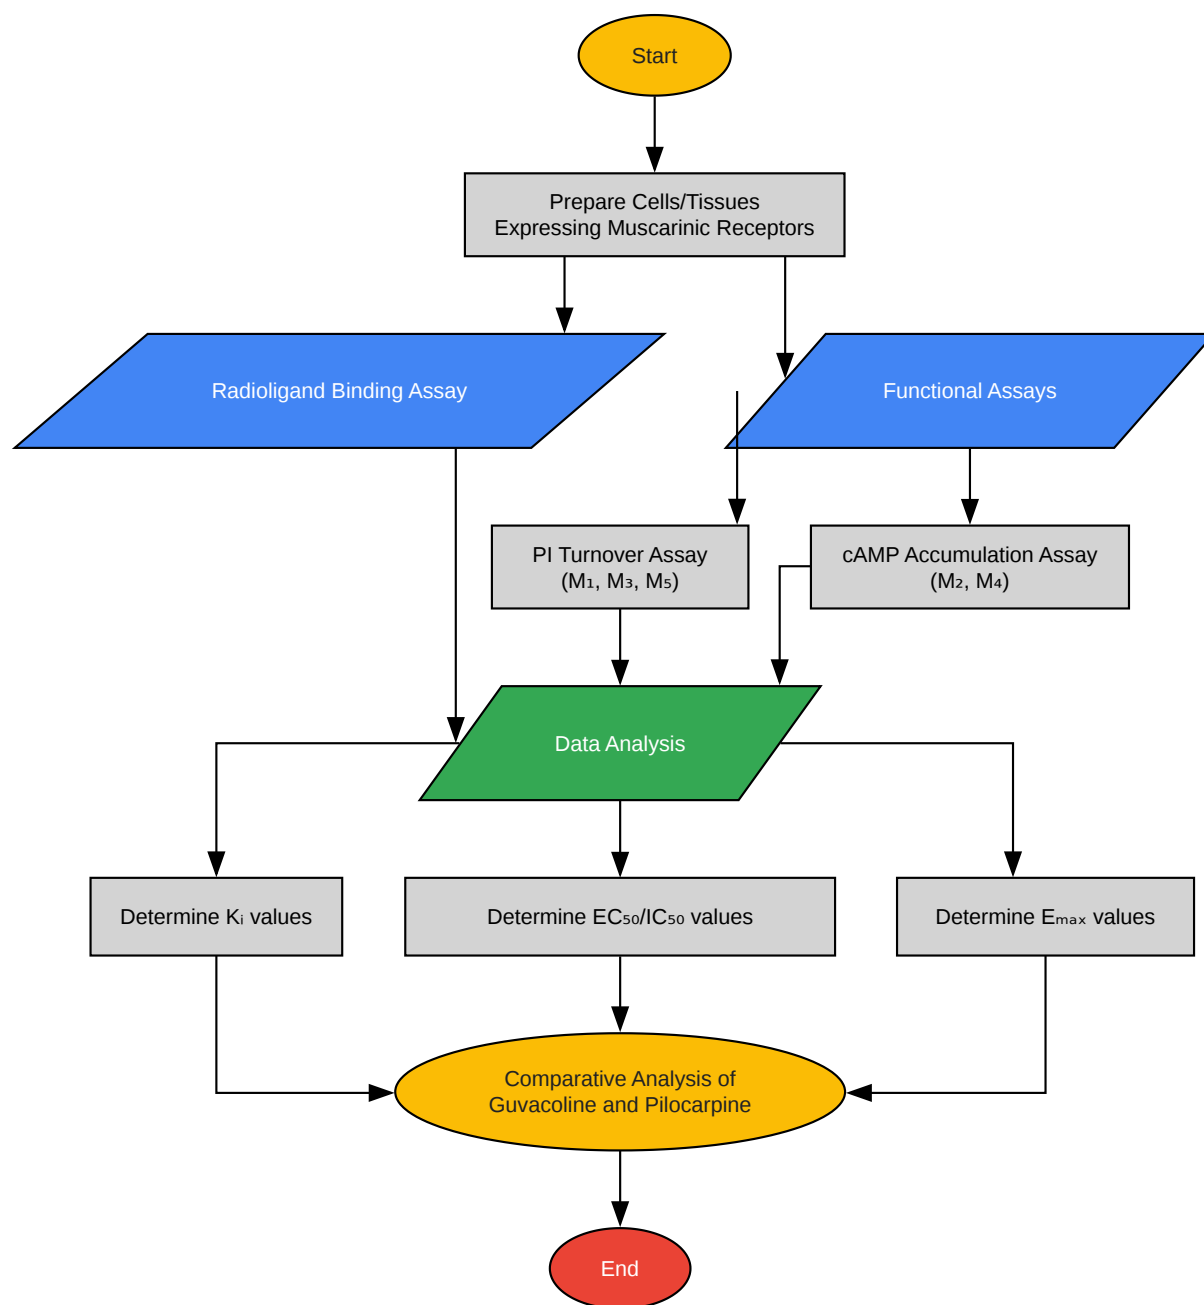 Start
Prepare Cells/Tissues
Expressing Muscarinic Receptors
Radioligand Binding Assay
Functional Assays
PI Turnover Assay
(M₁, M₃, M₅)
cAMP Accumulation Assay
(M₂, M₄)
Data Analysis
Determine Kᵢ values
Determine EC₅₀/IC₅₀ values
Determine Eₘₐₓ values
Comparative Analysis of
Guvacoline and Pilocarpine
End